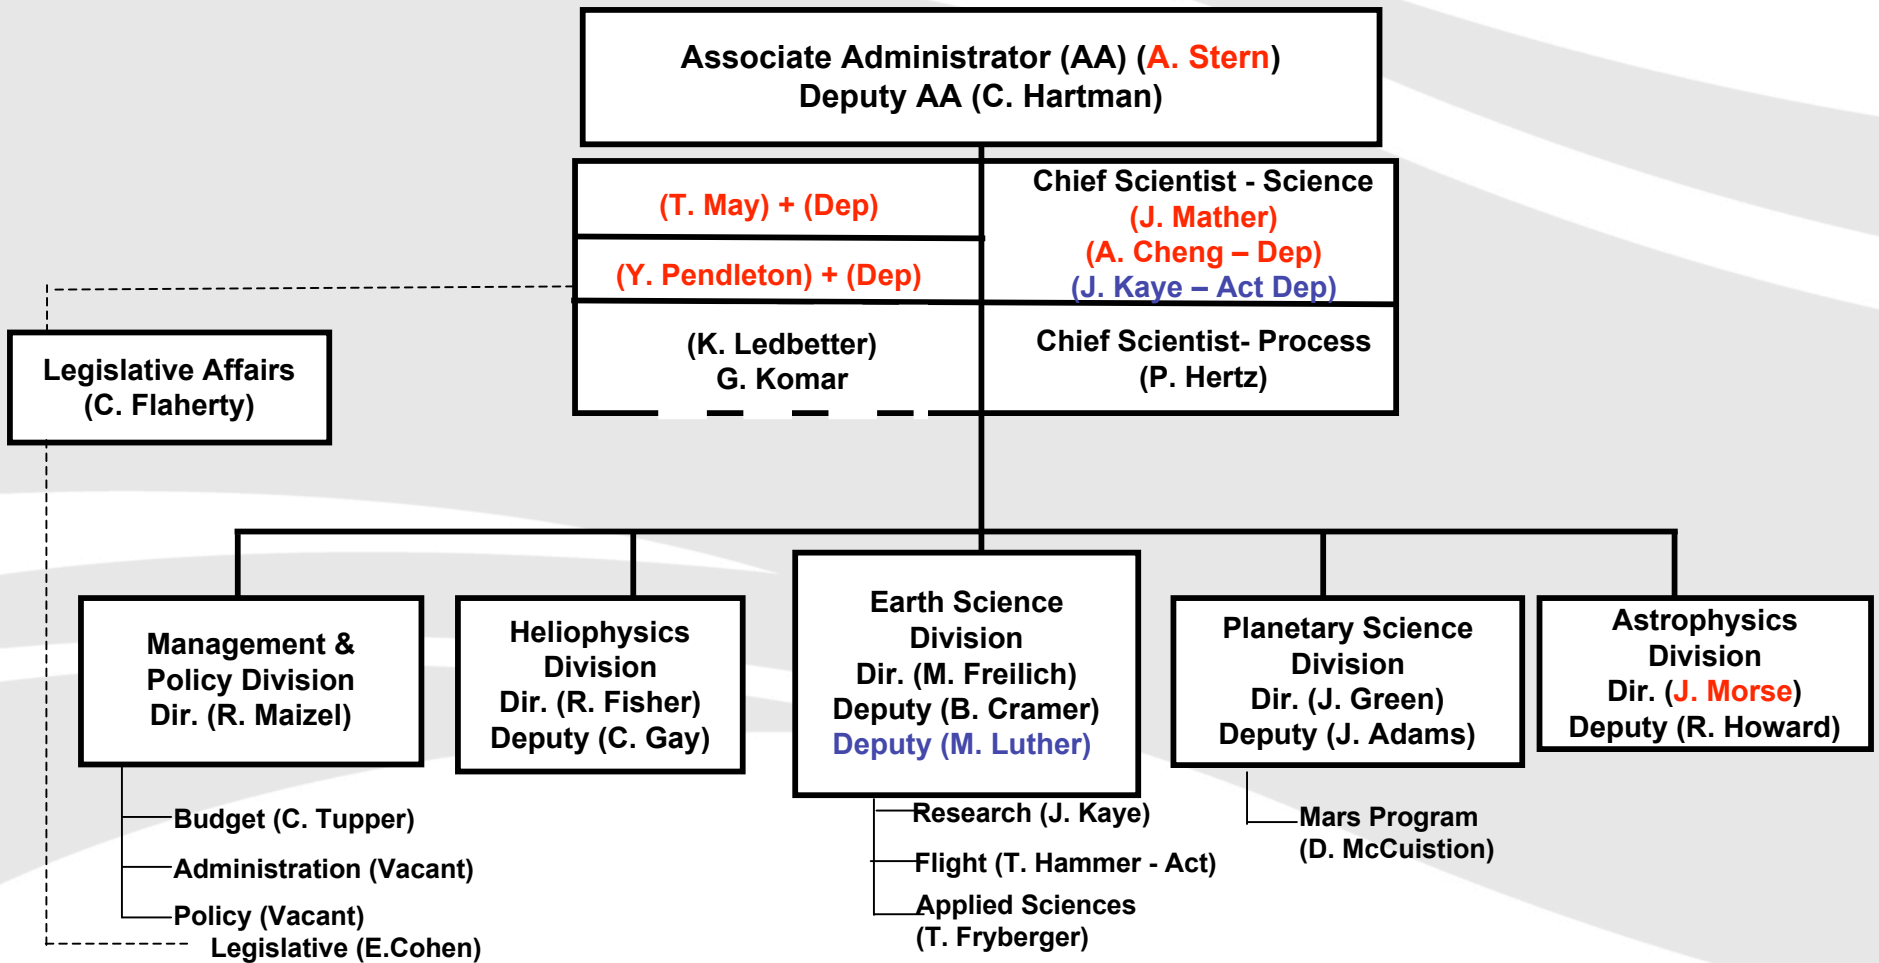 Associate Administrator (AA) (A. Stern)
Deputy AA (C. Hartman)
(T. May) + (Dep)
(Y. Pendleton) + (Dep)
(K. Ledbetter)
G. Komar
Chief Scientist - Science
(J. Mather)
(A. Cheng – Dep)
(J. Kaye – Act Dep)
Chief Scientist- Process
(P. Hertz)
Legislative Affairs
(C. Flaherty)
Management &
Policy Division
Dir. (R. Maizel)
Budget (C. Tupper)
Administration (Vacant)
Policy (Vacant)
Legislative (E.Cohen)
Heliophysics
Division
Dir. (R. Fisher)
Deputy (C. Gay)
Earth Science
Division
Dir. (M. Freilich)
Deputy (B. Cramer)
Deputy (M. Luther)
Research (J. Kaye)
Flight (T. Hammer - Act)
Applied Sciences
(T. Fryberger)
Planetary Science
Division
Dir. (J. Green)
Deputy (J. Adams)
Mars Program
(D. McCuistion)
Astrophysics
Division
Dir. (J. Morse)
Deputy (R. Howard)